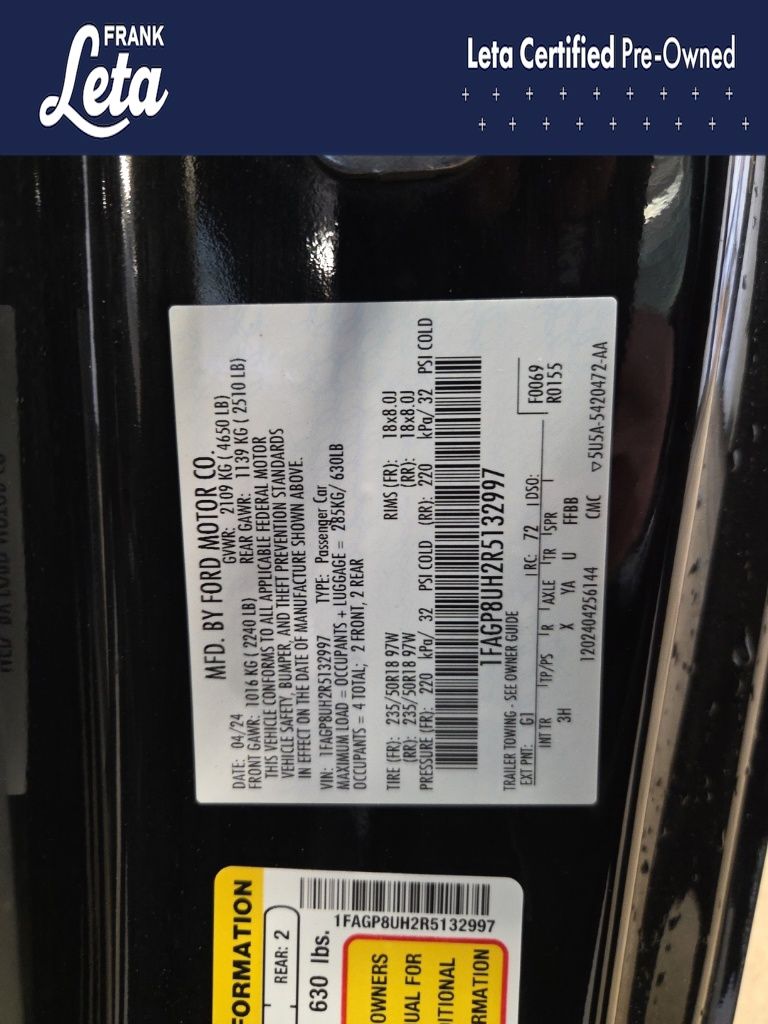 FRANK
Leta
Leta Certified Pre-Owned
MFD. BY FORD MOTOR CO.
DATE: 04/24 GVWR: 2109 KG ( 4650 LB)
FRONT GAWR: 1016 KG ( 2240 LB) REAR GAWR: 1139 KG ( 2510 LB)
THIS VEHICLE CONFORMS TO ALL APPLICABLE FEDERAL MOTOR
VEHICLE SAFETY, BUMPER, AND THEFT PREVENTION STANDARDS
IN EFFECT ON THE DATE OF MANUFACTURE SHOWN ABOVE.
VIN: 1FAGP8UH2R5132997 TYPE: Passenger Car
MAXIMUM LOAD = OCCUPANTS + LUGGAGE = 285KG/ 630LB
OCCUPANTS = 4 TOTAL; 2 FRONT, 2 REAR
TIRE (FR): 235/50R18 97W RIMS (FR): 18x8.0J
(RR): 235/50R18 97W (RR): 18x8.0J
PRESSURE (FR): 220 kPa/ 32 PSI COLD (RR): 220 kPa/ 32 PSI COLD
1FAGP8UH2R5132997
TRAILER TOWING - SEE OWNER GUIDE
F0069
EXT PNT: G1 RC: 72 DSO: R0155
INT TR TP/PS R AXLE TR SPR
3H X YA U FFBB
1202404256144 CMC ▽5U5A-5420472-AA
FORMATION
REAR: 2
630 lbs.
1FAGP8UH2R5132997
OWNERS
UAL FOR
ITIONAL
RMATION